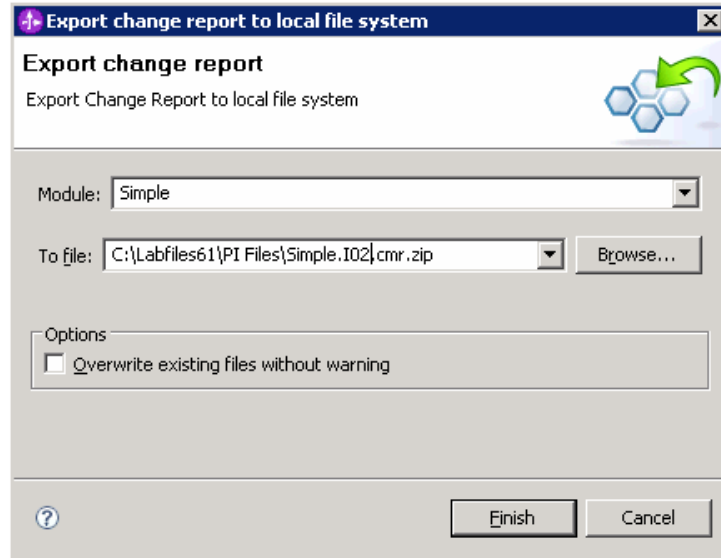 Export change report to local file system
Export change report
Export Change Report to local file system
Module: Simple
To file: C:\Labfiles61\PI Files\Simple.I02.cmr.zip Browse...
Options
Overwrite existing files without warning
?
Finish Cancel